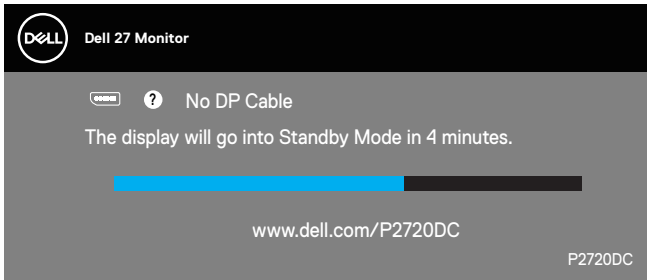 DELL
Dell 27 Monitor
? No DP Cable
The display will go into Standby Mode in 4 minutes.
www.dell.com/P2720DC
P2720DC